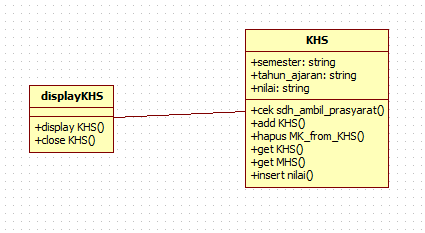 displayKHS
+display KHS()
+close KHS()
KHS
+semester: string
+tahun_ajaran: string
+nilai: string
+cek sdh_ambil_prasyarat()
+add KHS()
+hapus MK_from_KHS()
+get KHS()
+get MHS()
+insert nilai()